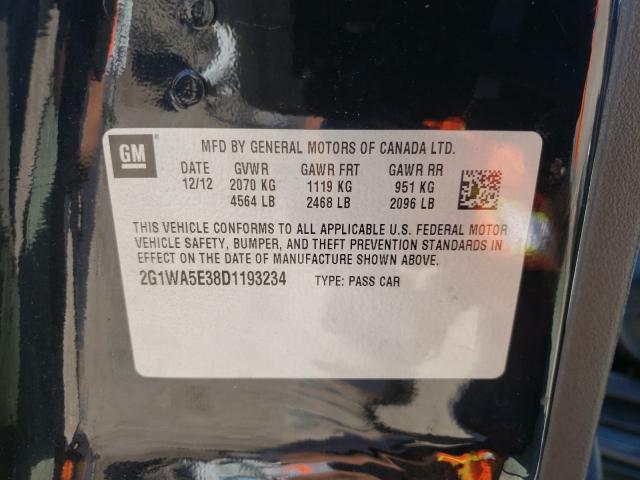 GM
MFD BY GENERAL MOTORS OF CANADA LTD.
DATE GVWR GAWR FRT GAWR RR
12/12 2070 KG 1119 KG 951 KG
4564 LB 2468 LB 2096 LB
THIS VEHICLE CONFORMS TO ALL APPLICABLE U.S. FEDERAL MOTOR
VEHICLE SAFETY, BUMPER, AND THEFT PREVENTION STANDARDS IN
EFFECT ON THE DATE OF MANUFACTURE SHOWN ABOVE.
2G1WA5E38D1193234 TYPE: PASS CAR